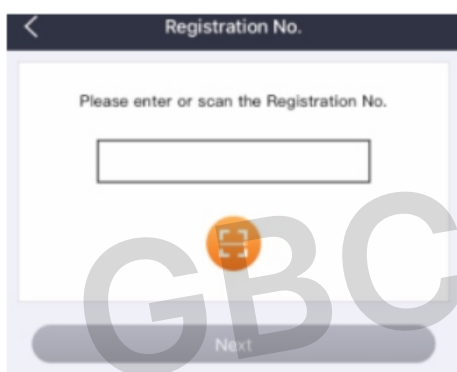 Registration No.
Please enter or scan the Registration No.
Next
GBC